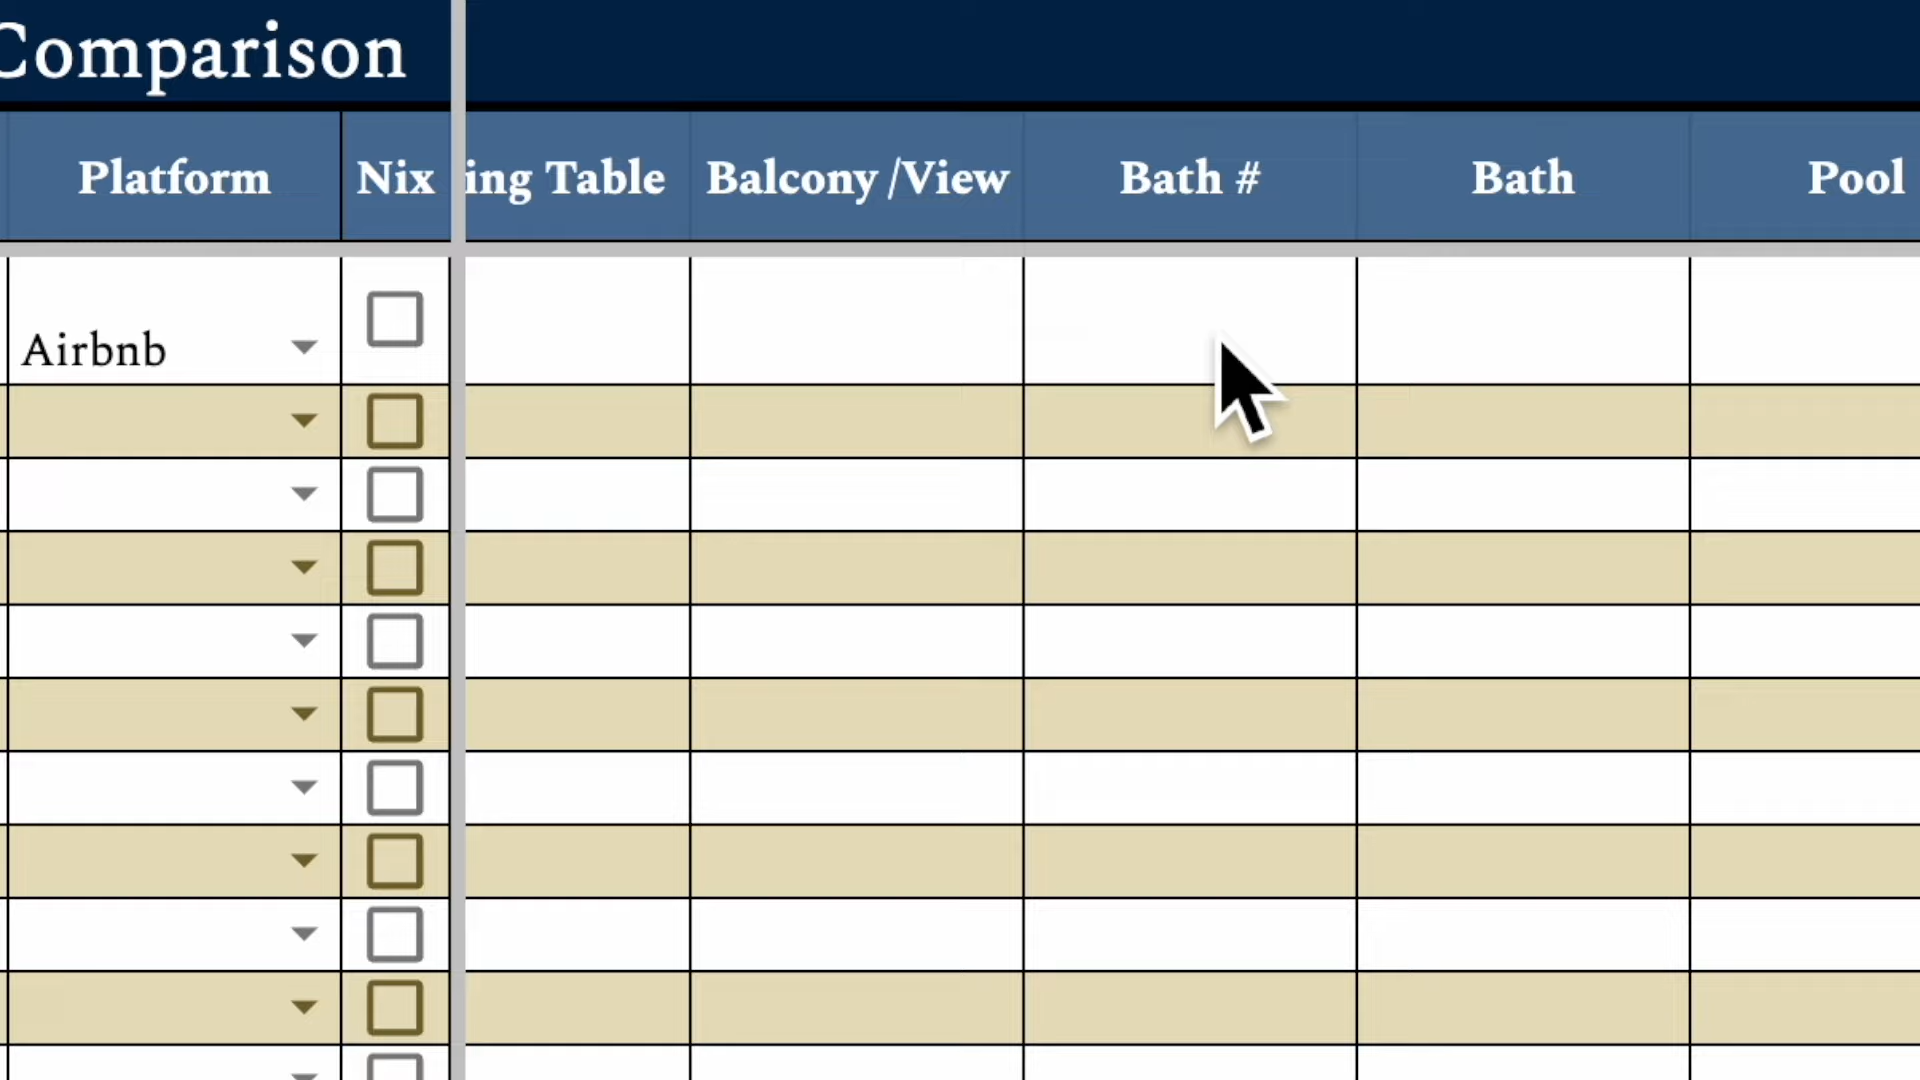 Comparison
Platform Nix ing Table Balcony /View Bath # Bath Pool
Airbnb